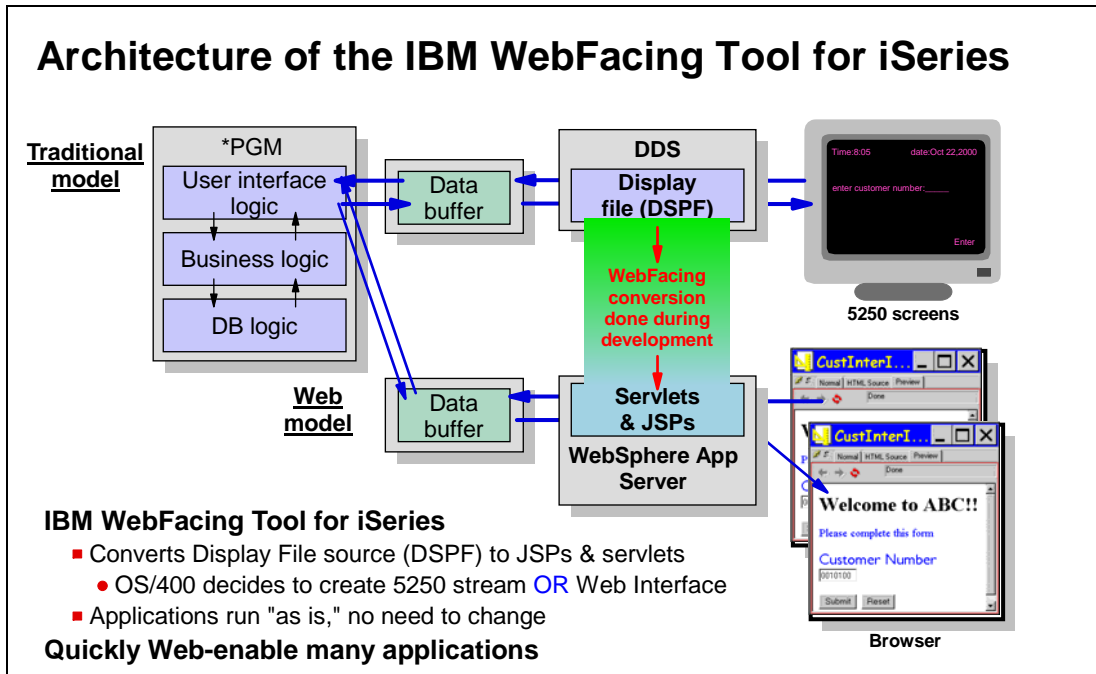 Architecture of the IBM WebFacing Tool for iSeries
Traditional
model
*PGM
User interface
logic
Business logic
DB logic
Data
buffer
DDS
Display
file (DSPF)
Time:8:05 date:Oct 22,2000
enter customer number:_____
Enter
5250 screens
WebFacing
conversion
done during
development
Web
model
Data
buffer
Servlets
& JSPs
WebSphere App
Server
CustInterI...
Normal HTML Source Preview
Done
CustInterI...
Normal HTML Source Preview
Done
Welcome to ABC!!
Please complete this form
Customer Number
0010100
Submit Reset
Browser
IBM WebFacing Tool for iSeries
Converts Display File source (DSPF) to JSPs & servlets
OS/400 decides to create 5250 stream OR Web Interface
Applications run "as is," no need to change
Quickly Web-enable many applications